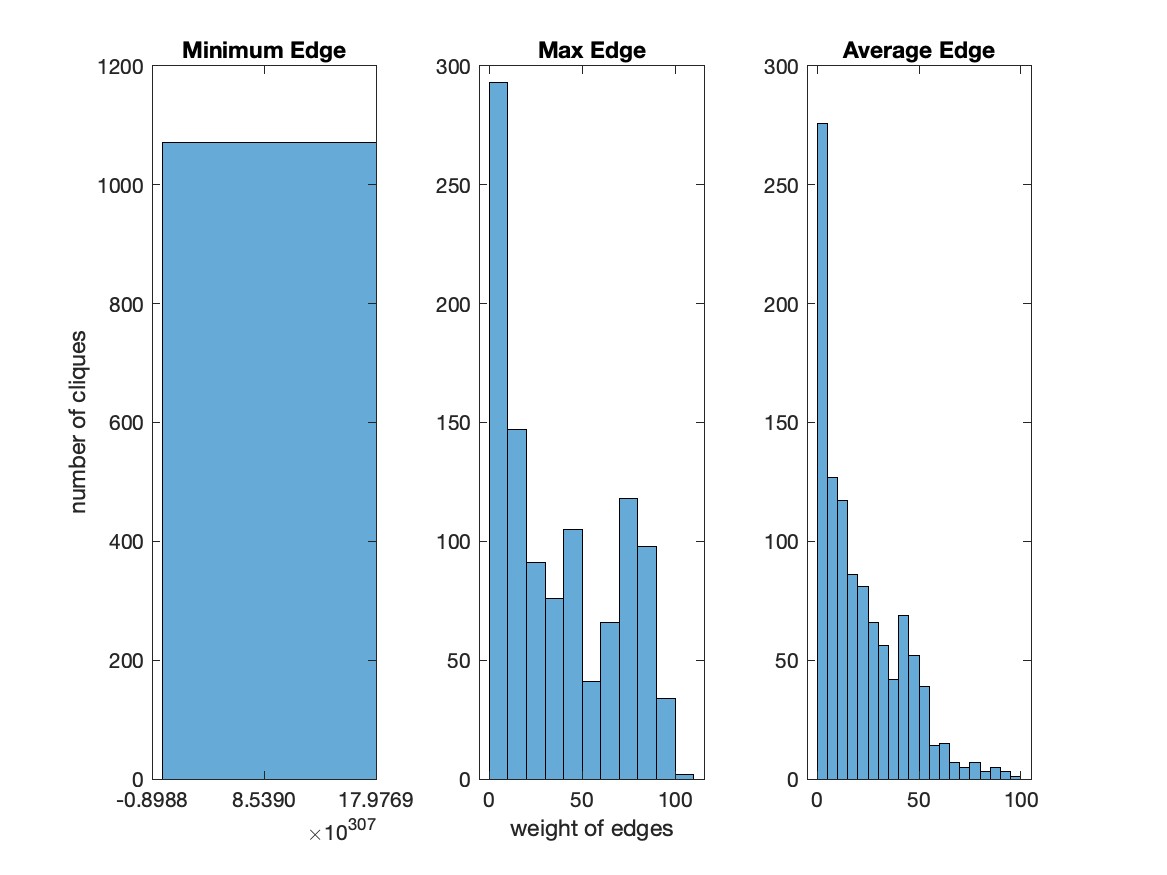 Minimum Edge
1200
1000
800
600
400
200
0
-0.8988 8.5390 17.9769
×10^307
number of cliques
Max Edge
300
250
200
150
100
50
0
0 50 100
weight of edges
Average Edge
300
250
200
150
100
50
0
0 50 100